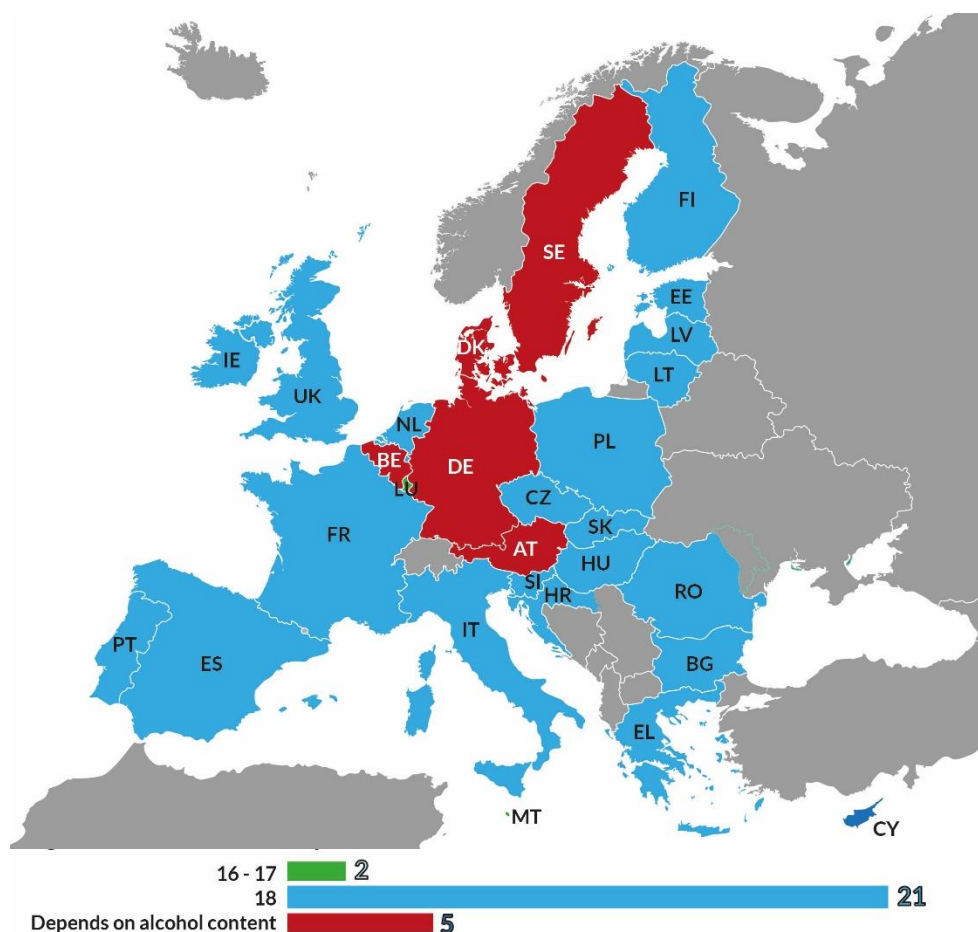 FI
SE
EE
LV
DK
LT
IE
UK
NL
PL
BE
DE
LU
CZ
SK
FR
AT
HU
SI
HR
RO
IT
PT
ES
BG
EL
MT
CY
16 - 17 2
18 21
Depends on alcohol content 5